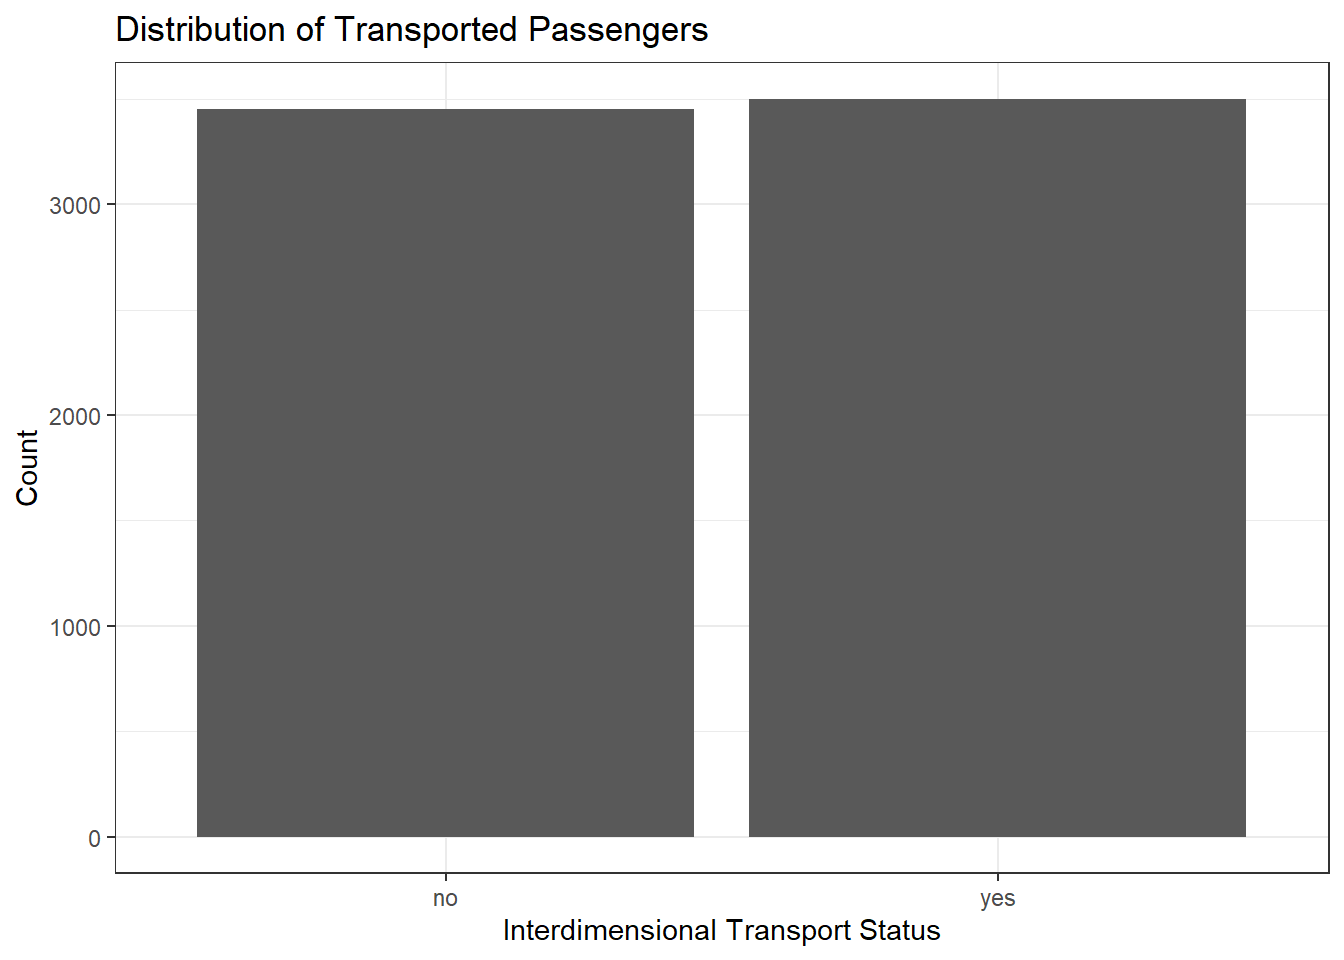 Distribution of Transported Passengers
3000
2000
1000
0
Count
no yes
Interdimensional Transport Status